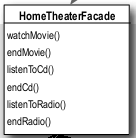 HomeTheaterFacade
watchMovie()
endMovie()
listenToCd()
endCd()
listenToRadio()
endRadio()